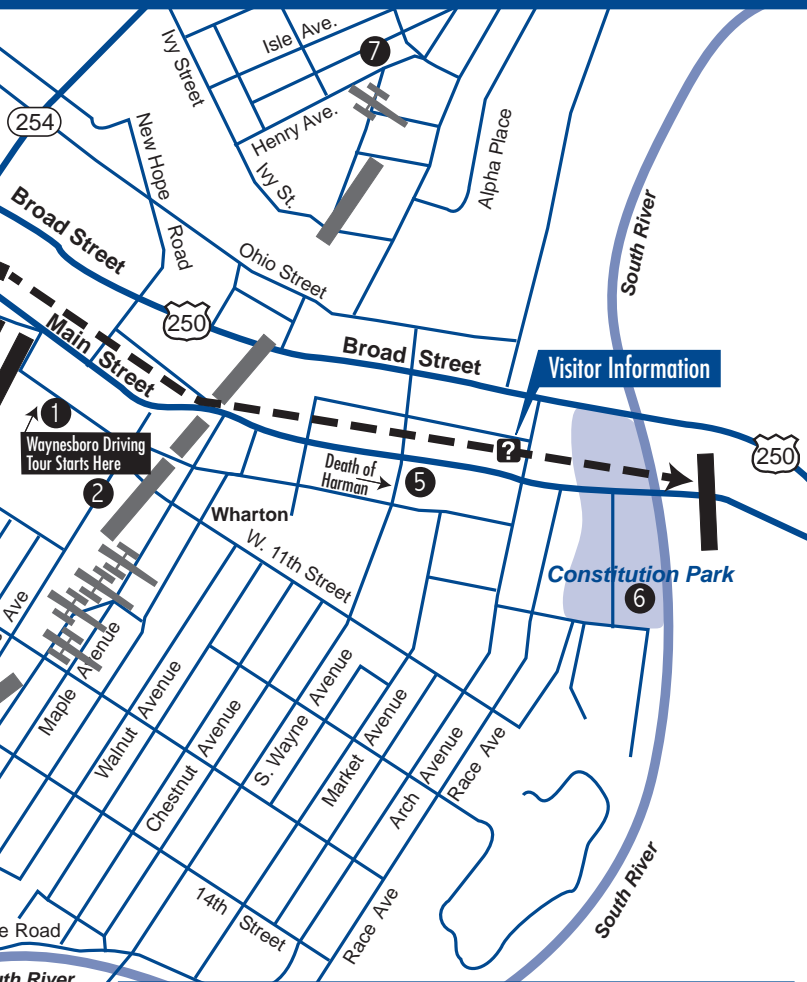 Isle Ave.
7
Ivy Street
254
New Hope
Road
Henry Ave.
Ivy St.
Alpha Place
South River
Broad Street
Ohio Street
250
Main Street
Broad Street
Visitor Information
1
Waynesboro Driving
Tour Starts Here
2
?
Death of
Harman
5
250
Wharton
W. 11th Street
Constitution Park
6
Ave
Maple Avenue
Walnut Avenue
Chestnut Avenue
S. Wayne Avenue
Market Avenue
Arch Avenue
Race Ave
14th Street
Race Ave
South River
e Road
uth River